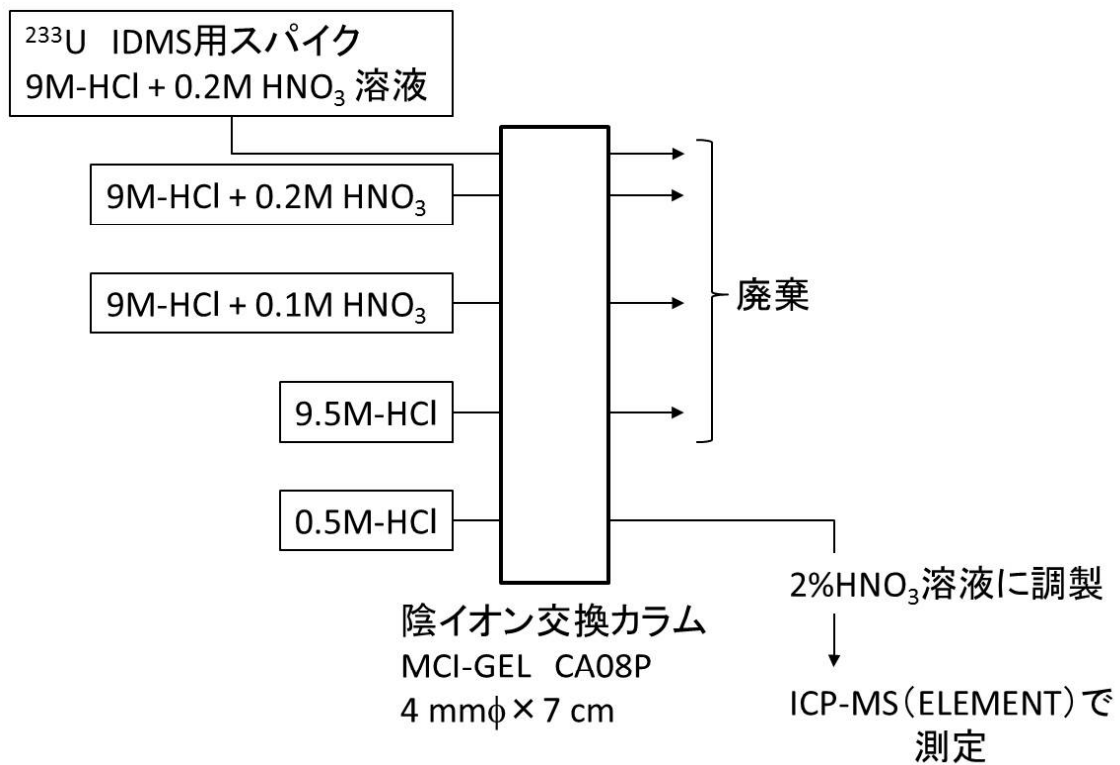 ²³³U IDMS用スパイク
9M-HCl + 0.2M HNO₃ 溶液
9M-HCl + 0.2M HNO₃
9M-HCl + 0.1M HNO₃
廃棄
9.5M-HCl
0.5M-HCl
2%HNO₃溶液に調製
陰イオン交換カラム
MCI-GEL CA08P
4 mmϕ × 7 cm
ICP-MS（ELEMENT）で
測定